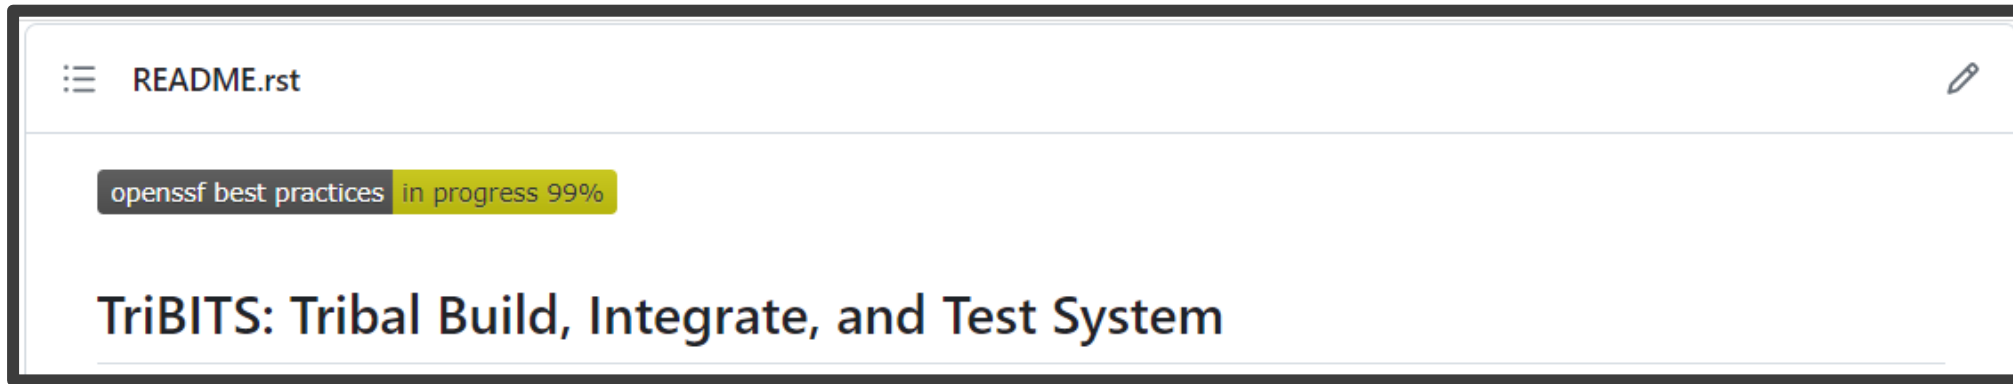 README.rst
openssf best practices in progress 99%
TriBITS: Tribal Build, Integrate, and Test System